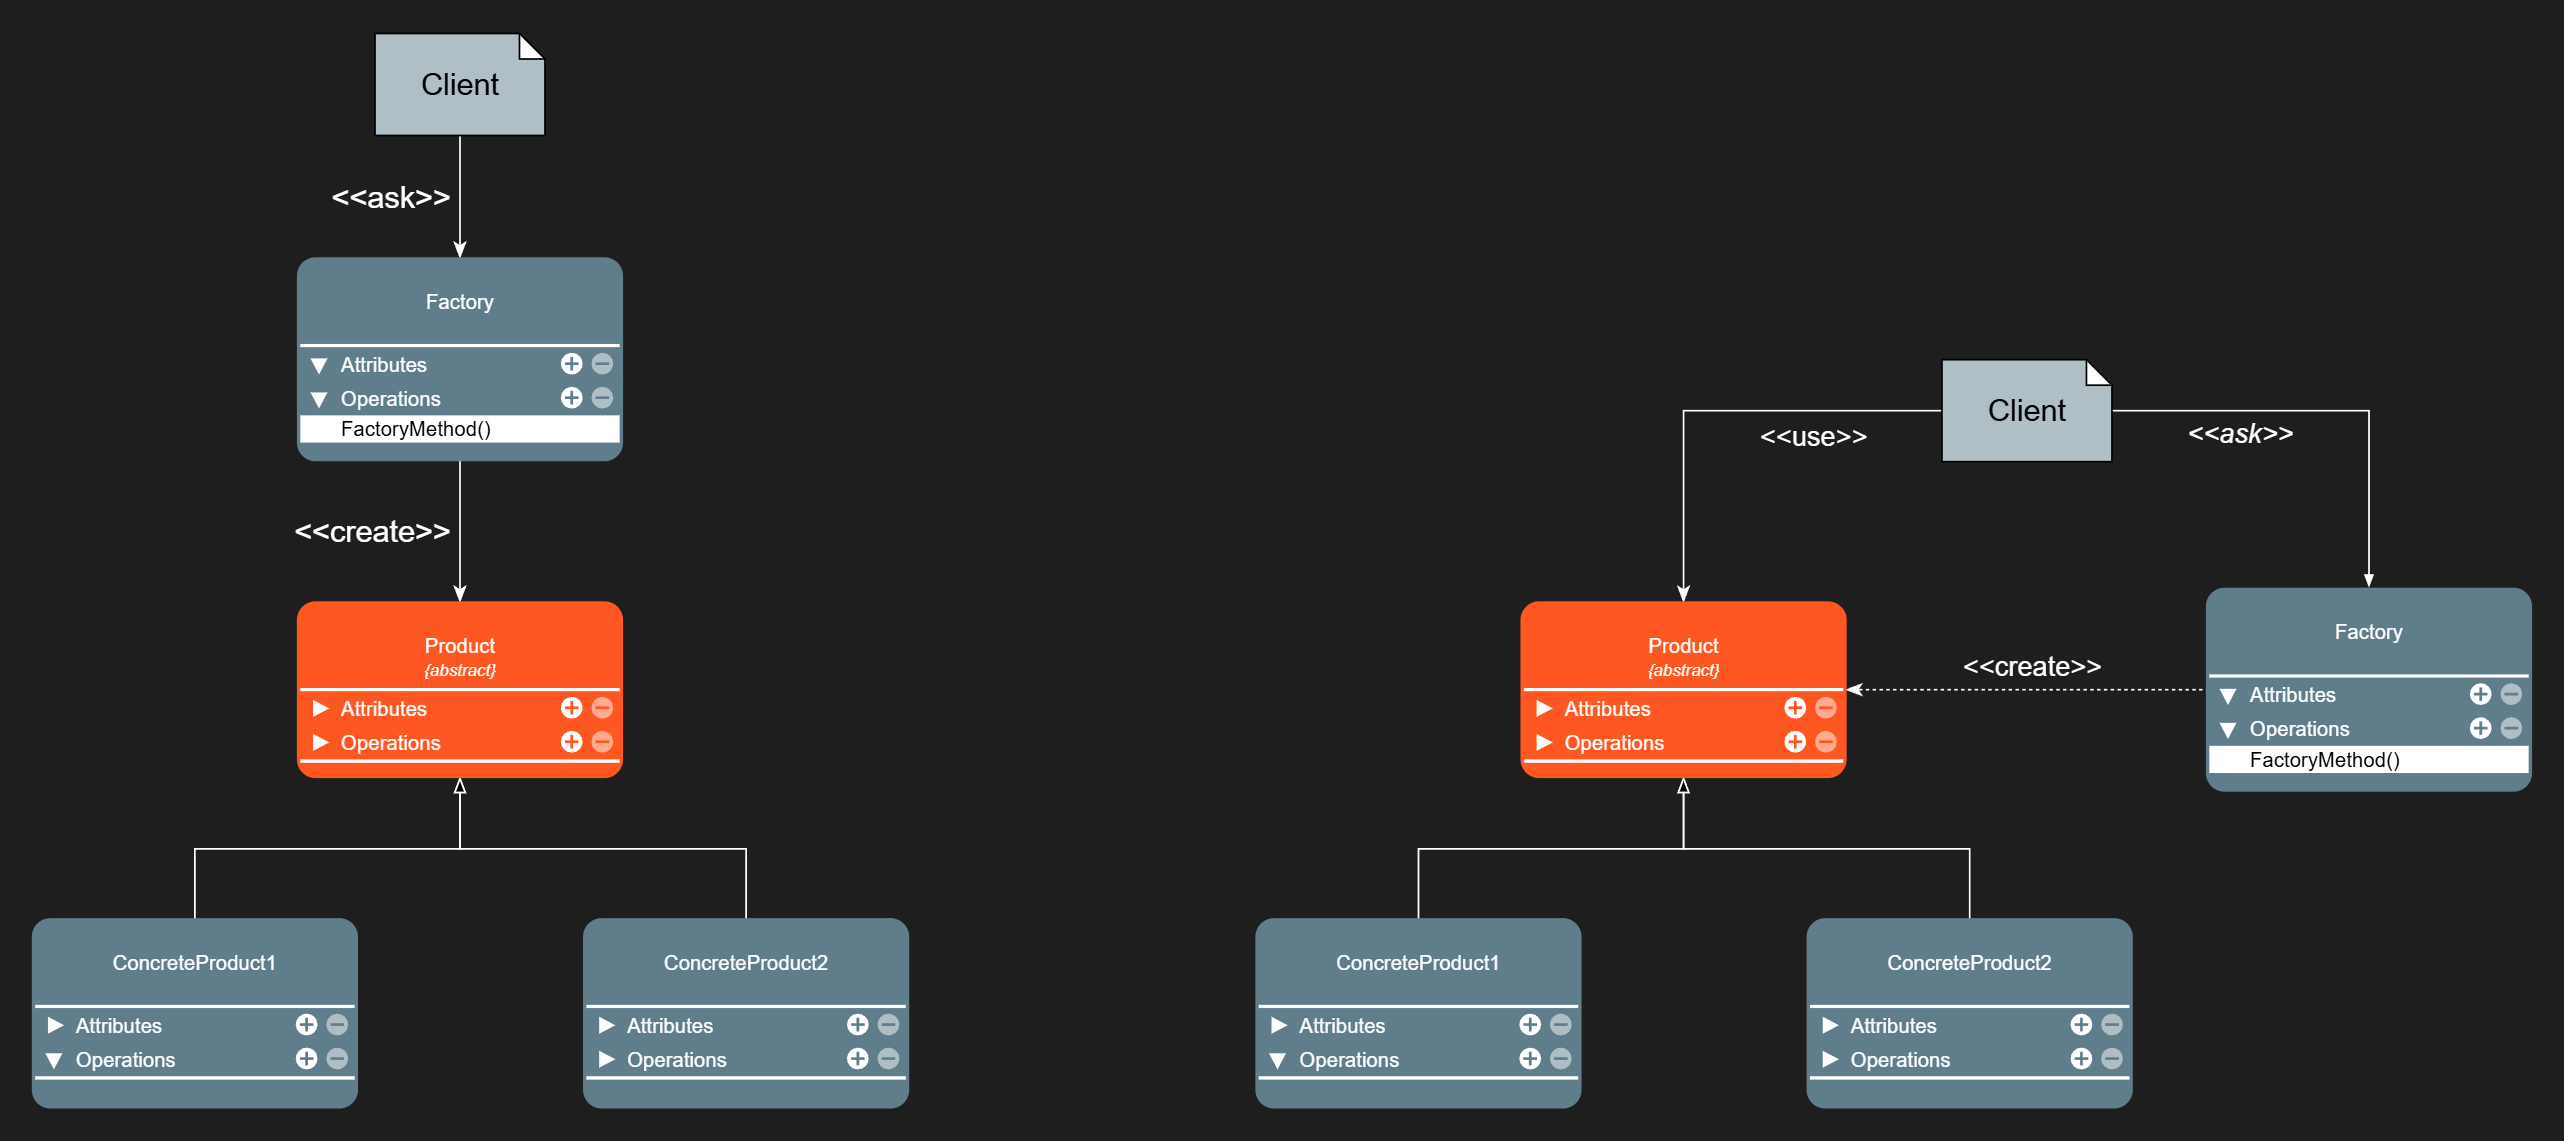 Client
<<ask>>
Factory
Attributes
Operations
FactoryMethod()
<<create>>
Product
{abstract}
Attributes
Operations
ConcreteProduct1
Attributes
Operations
ConcreteProduct2
Attributes
Operations
Client
<<use>>
<<ask>>
Product
{abstract}
Attributes
Operations
<<create>>
Factory
Attributes
Operations
FactoryMethod()
ConcreteProduct1
Attributes
Operations
ConcreteProduct2
Attributes
Operations